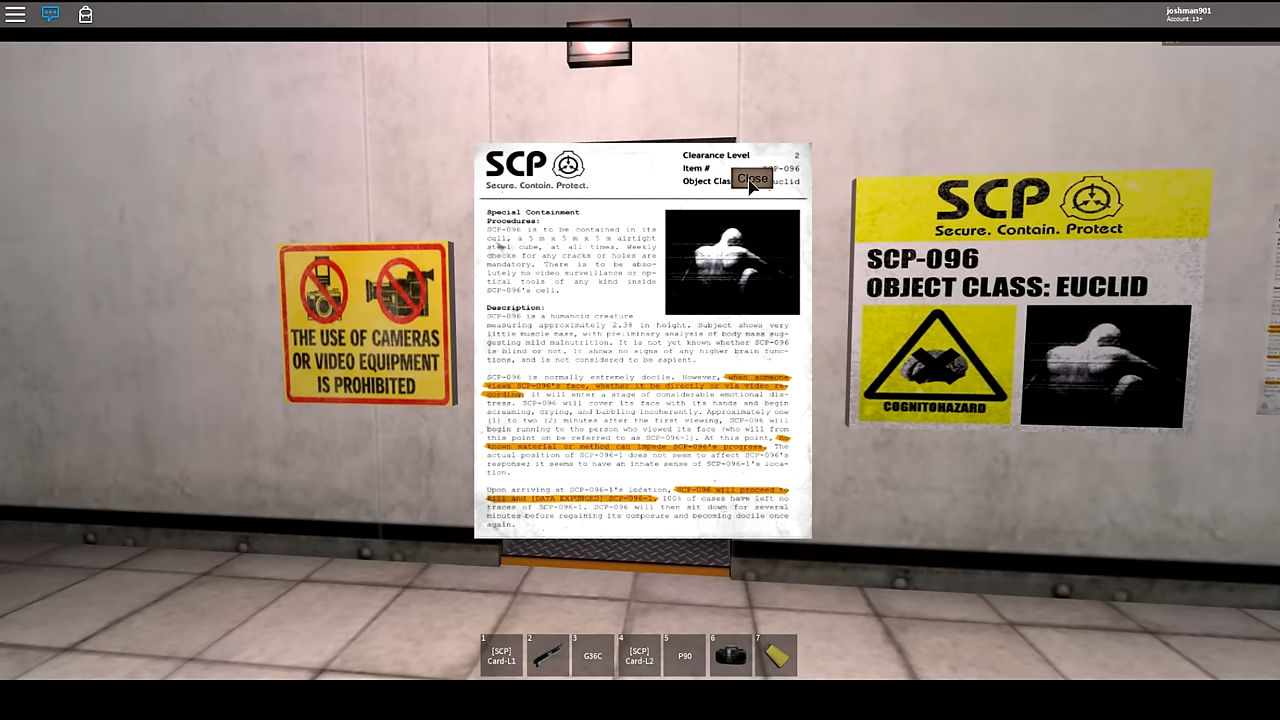 joshman901
Account: 13+
SCP
Secure. Contain. Protect.
Clearance Level 2
Item # SCP-096
Object Clas Euclid
Close
Special Containment
Procedures:
SCP-096 is to be contained in its
cell, a 5 m x 5 m x 5 m airtight
steel cube, at all times. Weekly
checks for any cracks or holes are
mandatory. There is to be abso-
lutely no video surveillance or op-
tical tools of any kind inside
SCP-096's cell.
Description:
SCP-096 is a humanoid creature
measuring approximately 2.38 in height. Subject shows very
little muscle mass, with preliminary analysis of body mass sug-
gesting mild malnutrition. It is not yet known whether SCP-096
is blind or not. It shows no signs of any higher brain func-
tions, and is not considered to be sapient.
SCP-096 is normally extremely docile. However, when someone
views SCP-096's face, whether it be directly or via video re-
cording, it will enter a stage of considerable emotional dis-
tress. SCP-096 will cover its face with its hands and begin
screaming, crying, and babbling incoherently. Approximately one
(1) to two (2) minutes after the first viewing, SCP-096 will
begin running to the person who viewed its face (who will from
this point on be referred to as SCP-096-1). At this point, no
known material or method can impede SCP-096's progress. The
actual position of SCP-096-1 does not seem to affect SCP-096's
response; it seems to have an innate sense of SCP-096-1's loca-
tion.
Upon arriving at SCP-096-1's location, SCP-096 will proceed to
kill and [DATA EXPUNGED] SCP-096-1. 100% of cases have left no
traces of SCP-096-1. SCP-096 will then sit down for several
minutes before regaining its composure and becoming docile once
again.
THE USE OF CAMERAS
OR VIDEO EQUIPMENT
IS PROHIBITED
SCP
Secure. Contain. Protect
SCP-096
OBJECT CLASS: EUCLID
COGNITOHAZARD
1 [SCP] Card-L1
2
3 G36C
4 [SCP] Card-L2
5 P90
6
7